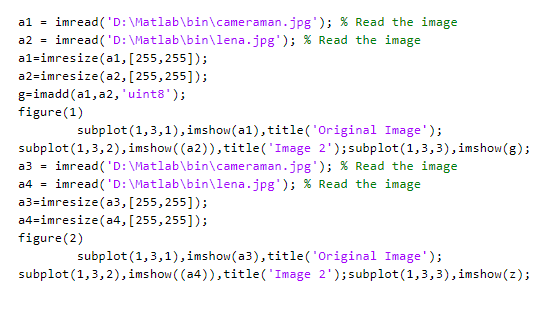 a1 = imread('D:\Matlab\bin\cameraman.jpg'); % Read the image
a2 = imread('D:\Matlab\bin\lena.jpg'); % Read the image
a1=imresize(a1,[255,255]);
a2=imresize(a2,[255,255]);
g=imadd(a1,a2,'uint8');
figure(1)
subplot(1,3,1),imshow(a1),title('Original Image');
subplot(1,3,2),imshow((a2)),title('Image 2');subplot(1,3,3),imshow(g);
a3 = imread('D:\Matlab\bin\cameraman.jpg'); % Read the image
a4 = imread('D:\Matlab\bin\lena.jpg'); % Read the image
a3=imresize(a3,[255,255]);
a4=imresize(a4,[255,255]);
figure(2)
subplot(1,3,1),imshow(a3),title('Original Image');
subplot(1,3,2),imshow((a4)),title('Image 2');subplot(1,3,3),imshow(z);